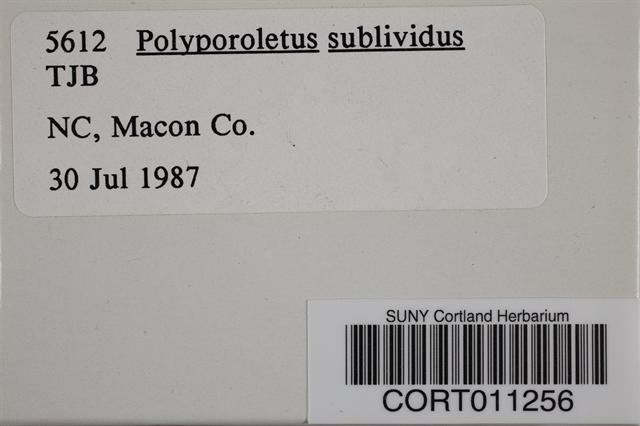 5612 Polyporoletus sublividus
TJB
NC, Macon Co.
30 Jul 1987
SUNY Cortland Herbarium
CORT011256